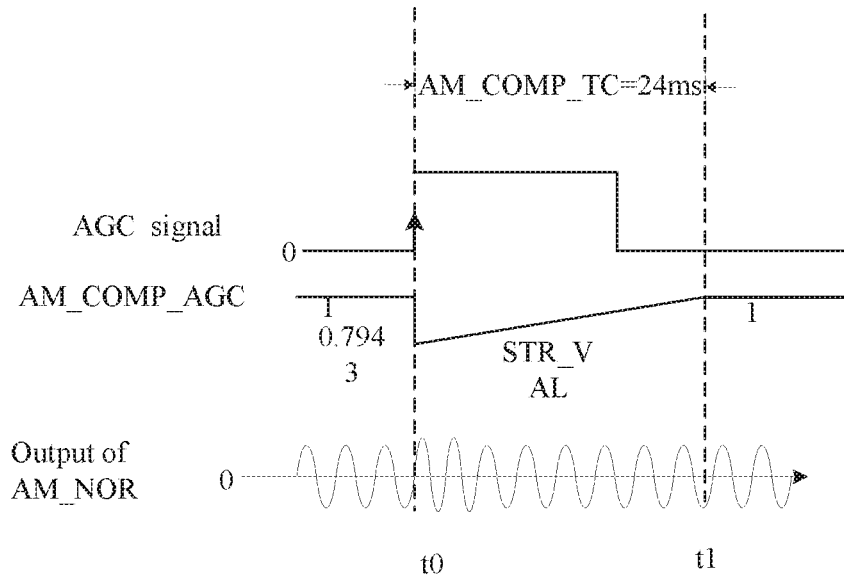 AM_COMP_TC=24ms
AGC signal
0
AM_COMP_AGC
1
0.794
3
STR_V
AL
1
Output of
AM_NOR
0
t0
t1